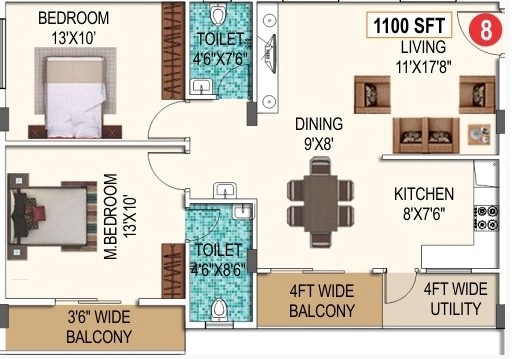 BEDROOM
13'X10'
TOILET
4'6"X7'6"
1100 SFT
8
LIVING
11'X17'8"
DINING
9'X8'
M.BEDROOM
13'X10'
KITCHEN
8'X7'6"
TOILET
4'6"X8'6"
3'6" WIDE
BALCONY
4FT WIDE
BALCONY
4FT WIDE
UTILITY